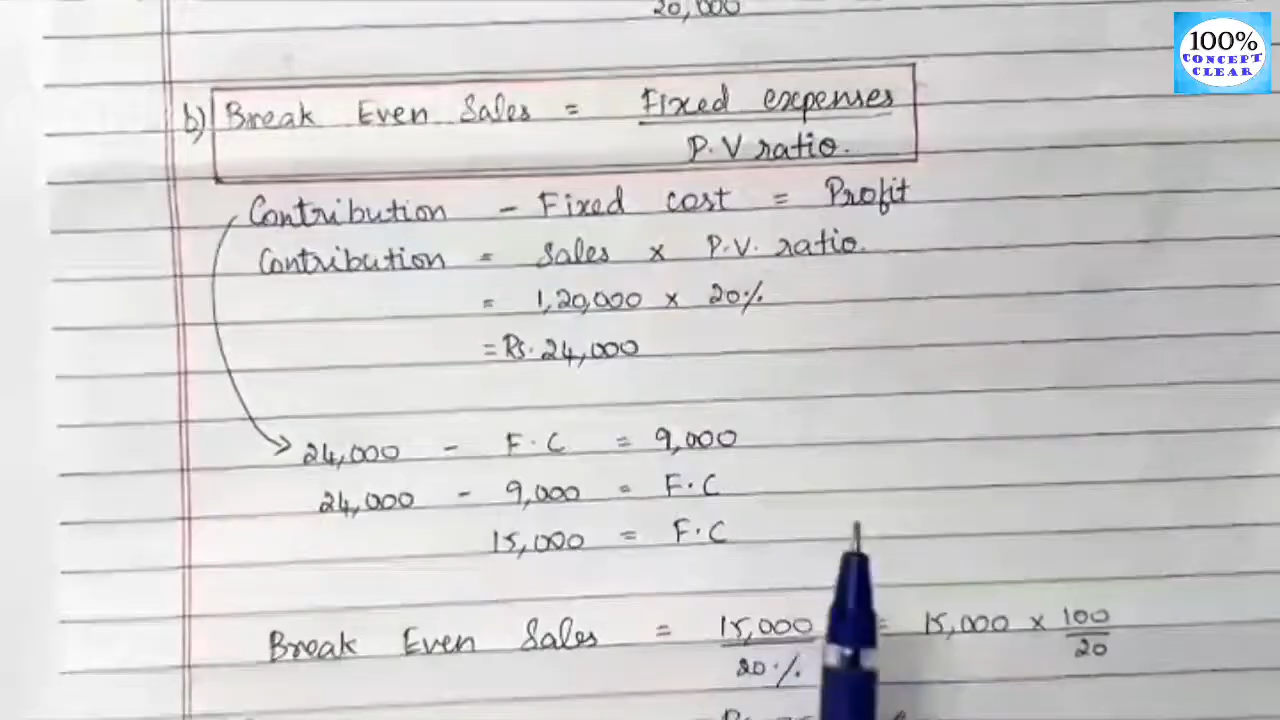 20,000
100%
CONCEPT
CLEAR
b) Break Even Sales = Fixed expenses
P.V ratio.
Contribution - Fixed cost = Profit
Contribution = Sales x P.V. ratio.
= 1,20,000 x 20%
= Rs. 24,000
24,000 - F.C = 9,000
24,000 - 9,000 = F.C
15,000 = F.C
Break Even Sales = 15,000 = 15,000 x 100
20% 20